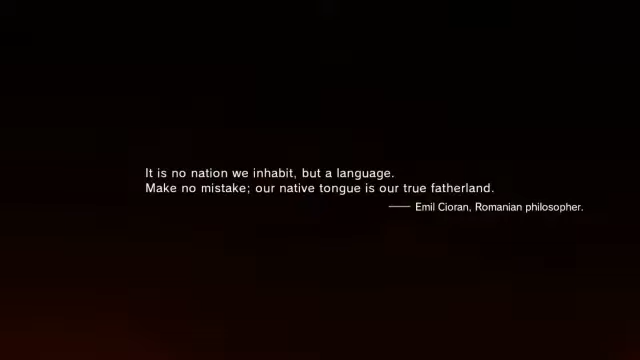 It is no nation we inhabit, but a language.
Make no mistake; our native tongue is our true fatherland.
—— Emil Cioran, Romanian philosopher.